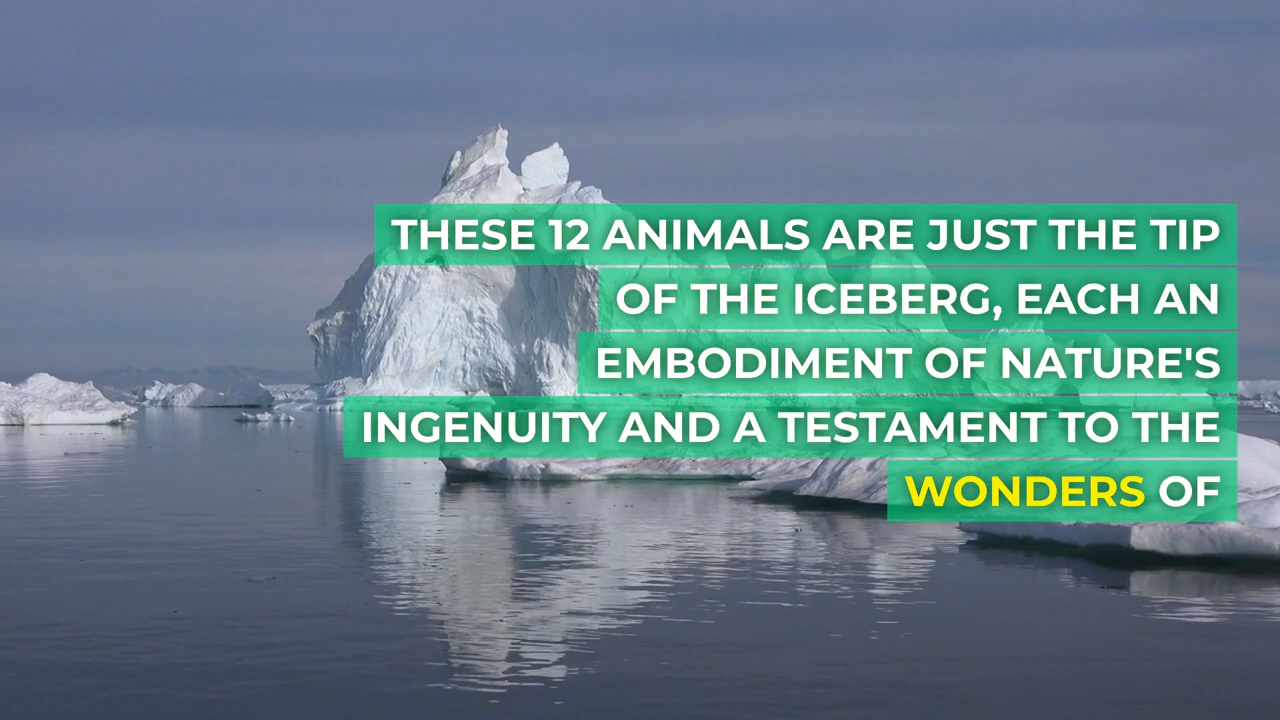 THESE 12 ANIMALS ARE JUST THE TIP
OF THE ICEBERG, EACH AN
EMBODIMENT OF NATURE'S
INGENUITY AND A TESTAMENT TO THE
WONDERS OF